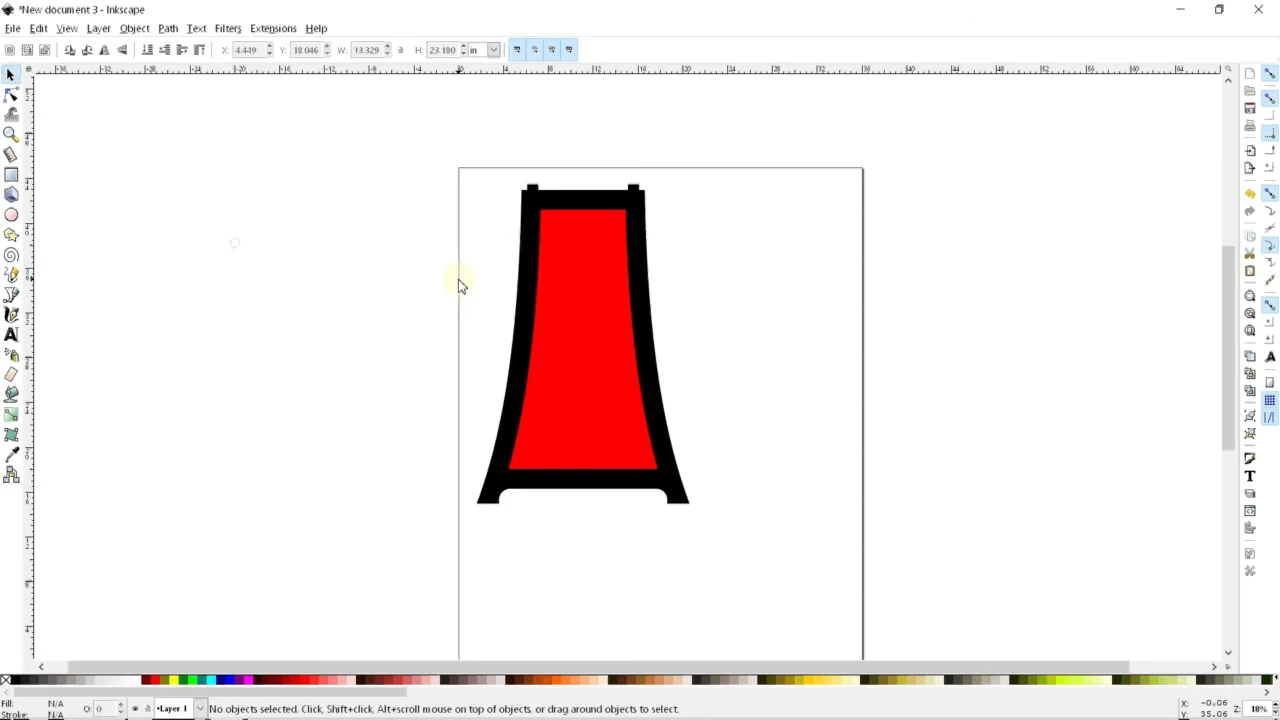 *New document 3 - Inkscape
File Edit View Layer Object Path Text Filters Extensions Help
X: 4.449 Y: 18.046 W: 13.329 H: 23.180 in
Fill: N/A
Stroke: N/A
O: 0
•Layer 1
No objects selected. Click, Shift+click, Alt+scroll mouse on top of objects, or drag around objects to select.
X: -0.06
Y: 35.06
Z: 18%